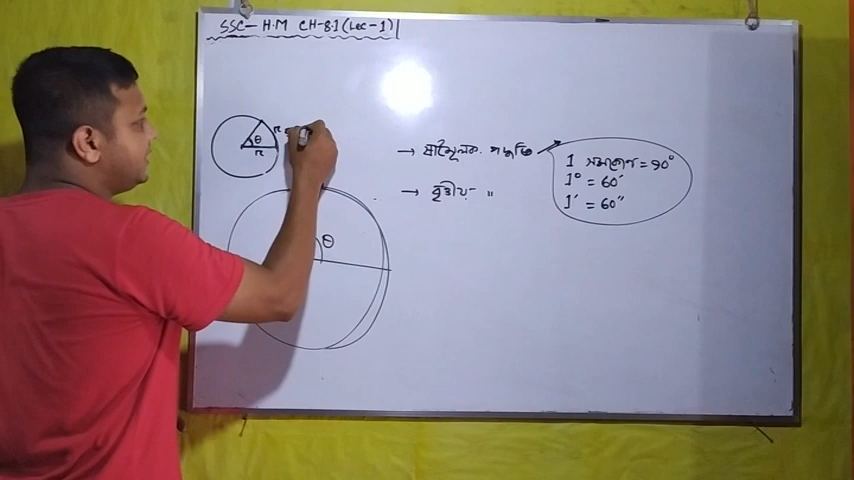 SSC- H.M CH-8.1 (Lec-1)
θ
r
r
→ ষাটমূলক পদ্ধতি
1 সমকোণ = 90°
1° = 60′
1′ = 60″
→ বৃত্তীয়- "
θ